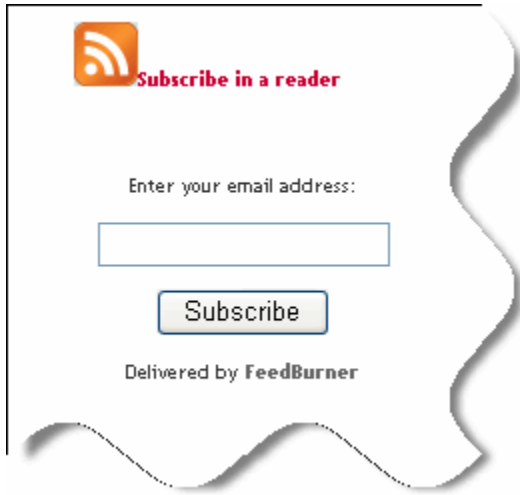 Subscribe in a reader
Enter your email address:
Subscribe
Delivered by FeedBurner